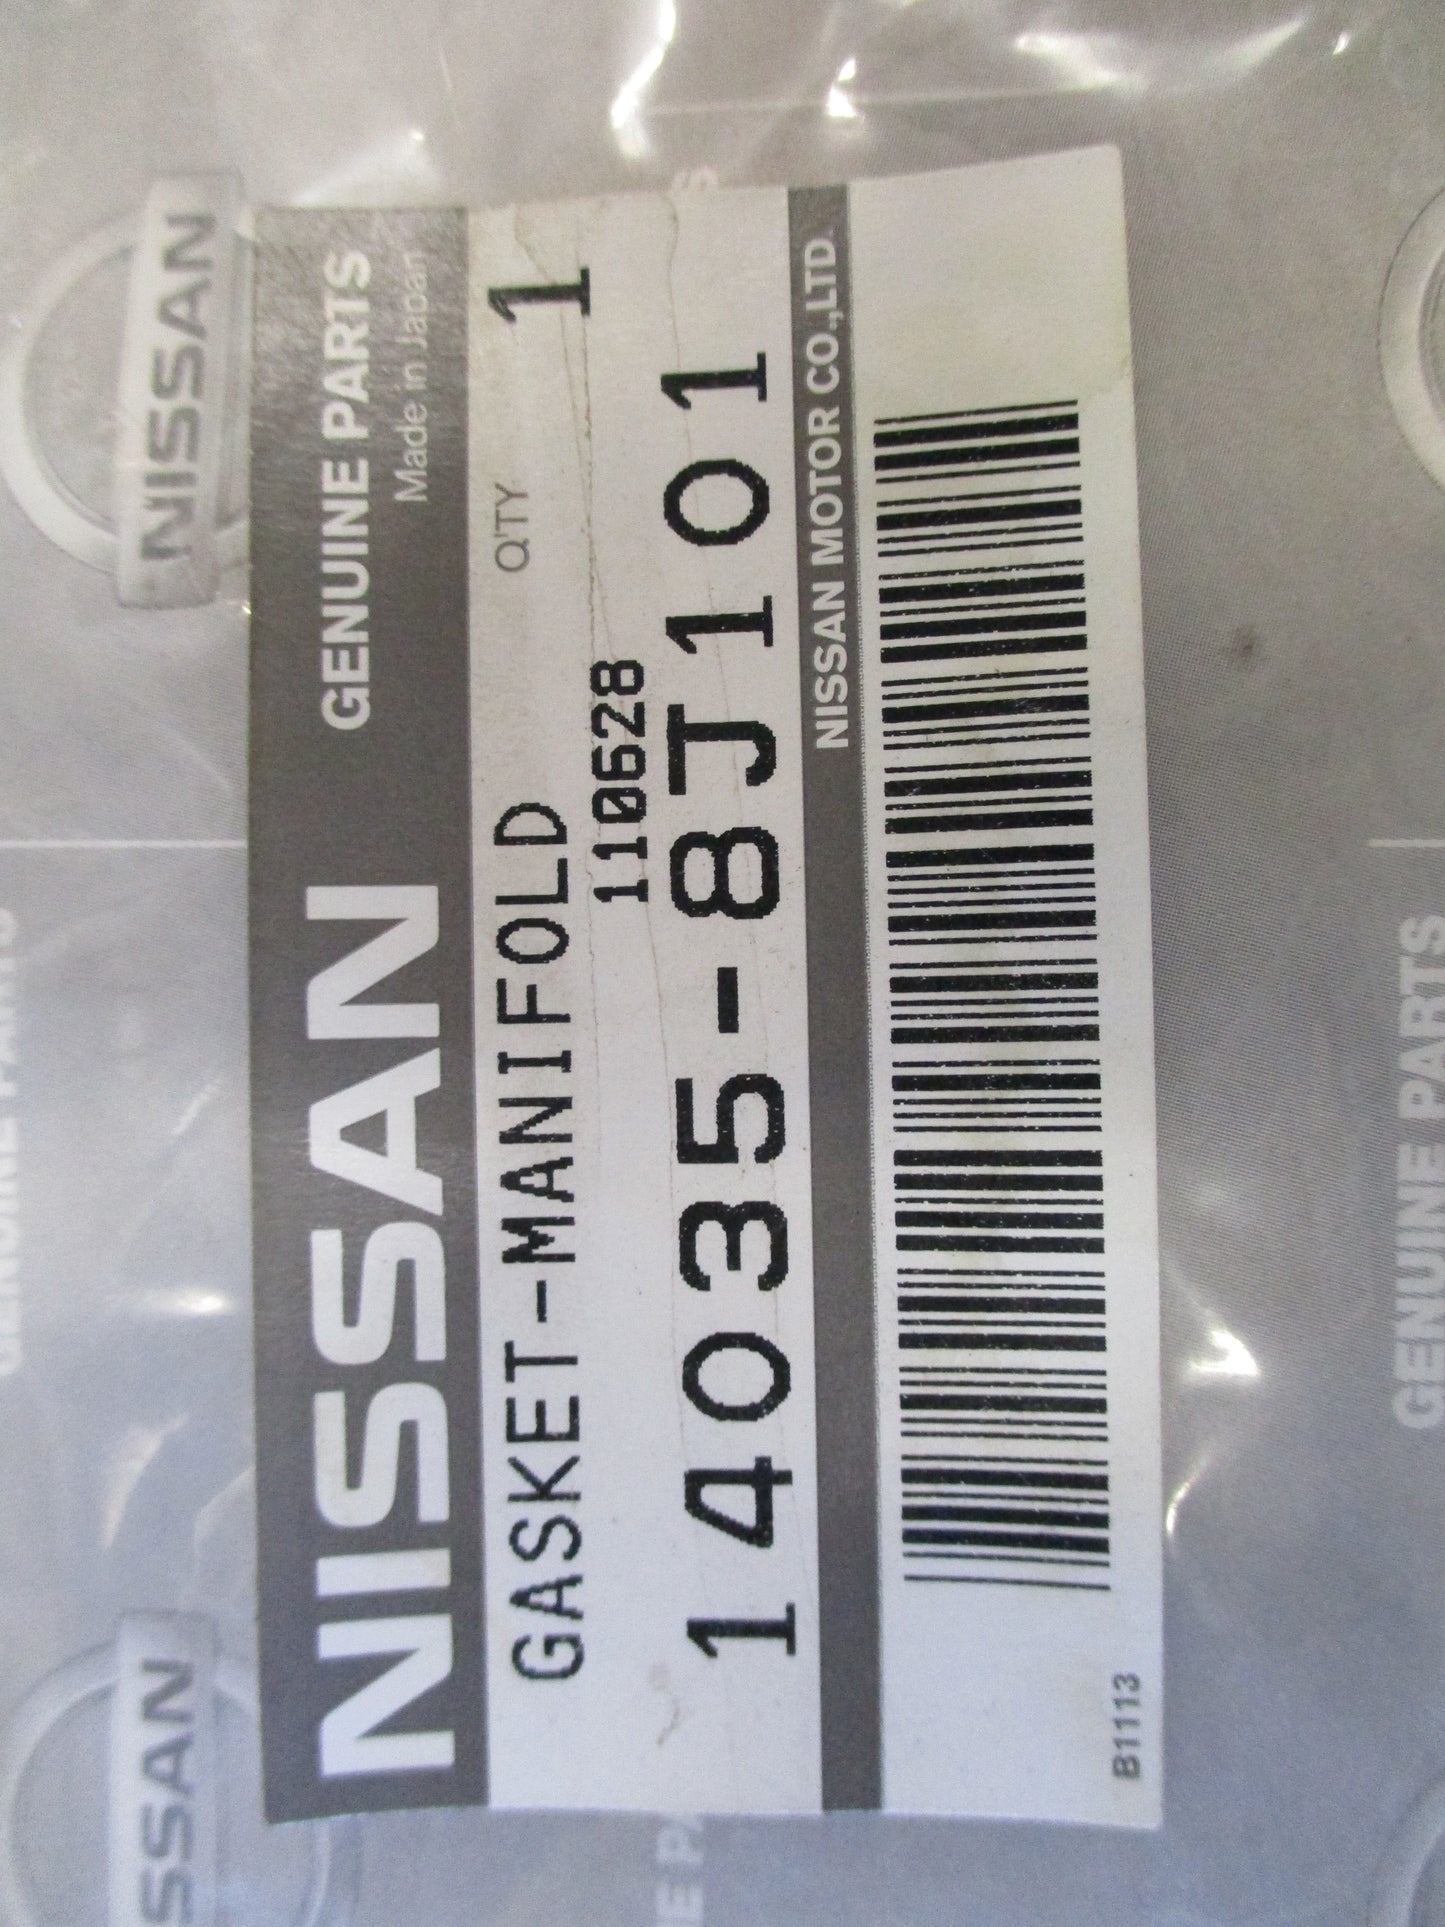 NISSAN GENUINE PARTS
Made in Japan
GASKET-MANIFOLD Q'TY 1
110628
14035-8J101
NISSAN MOTOR CO.,LTD.
B1113
NISSAN
NISSAN
GENUINE PARTS
GENUINE PARTS